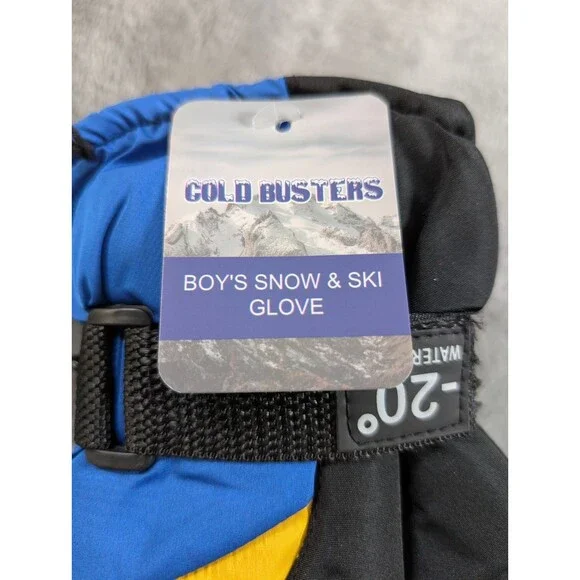 COLD BUSTERS
BOY'S SNOW & SKI
GLOVE
-20°
WATER